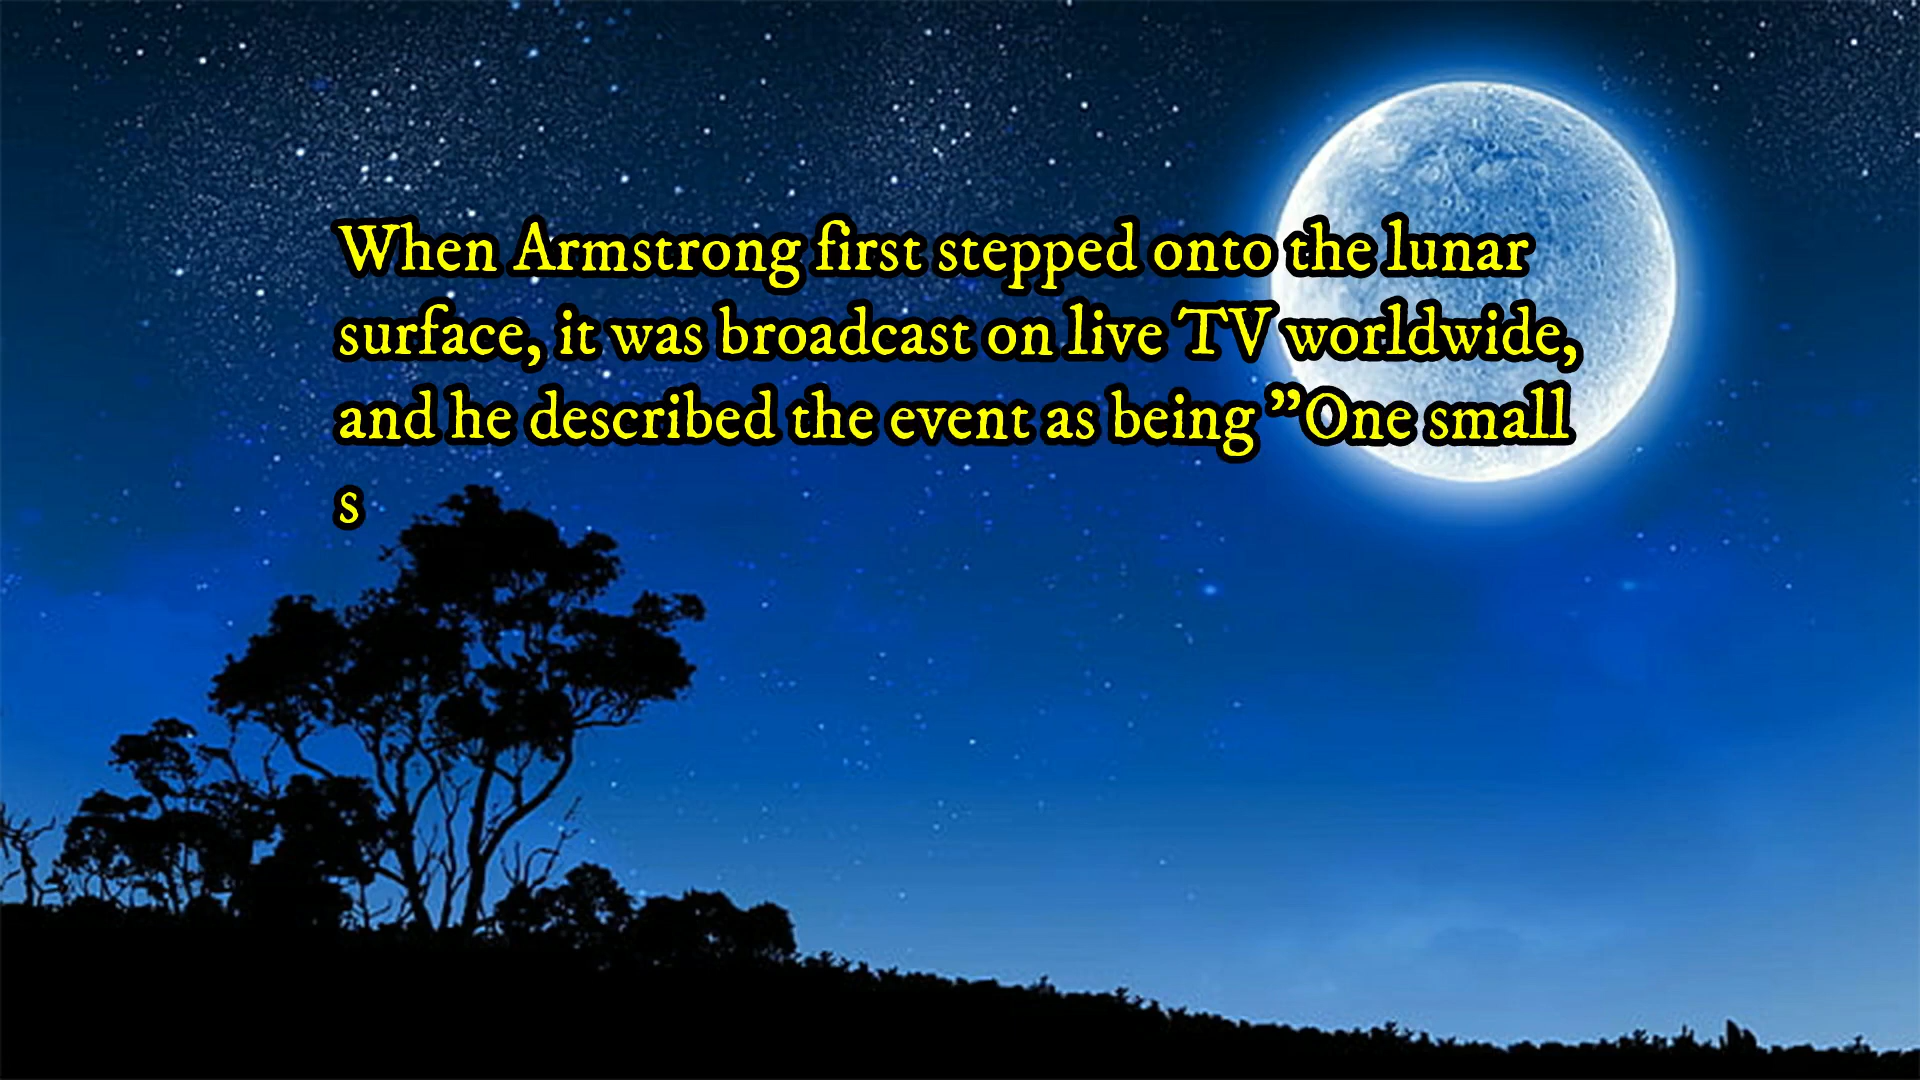 When Armstrong first stepped onto the lunar
surface, it was broadcast on live TV worldwide,
and he described the event as being "One small
s